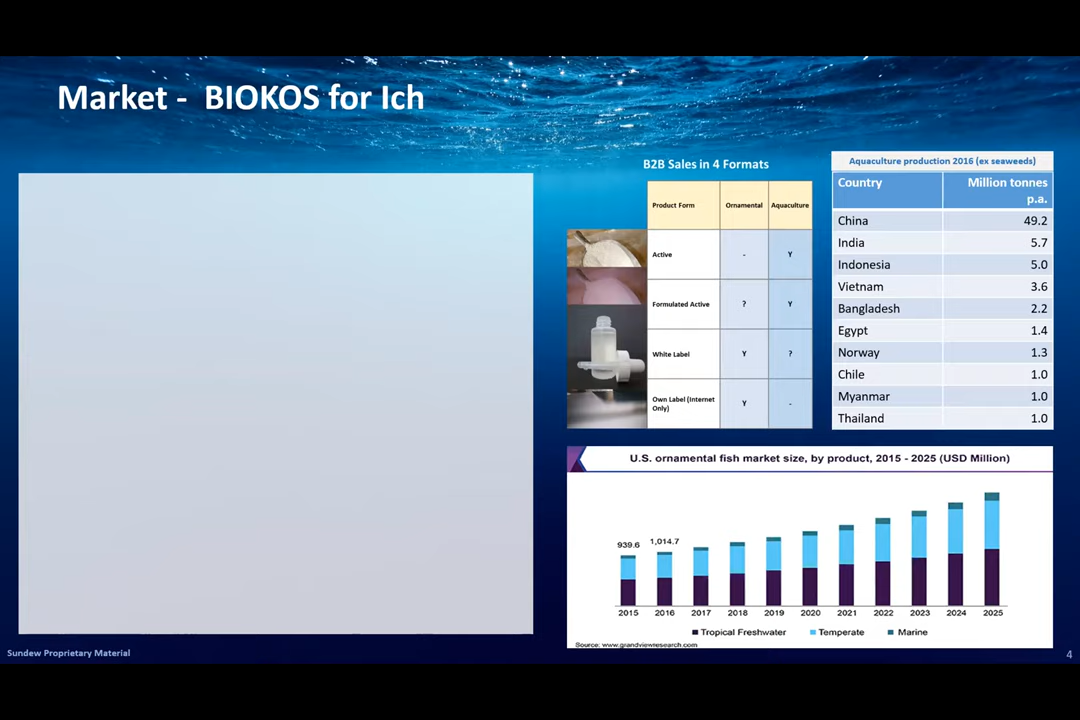 Market -  BIOKOS for Ich
B2B Sales in 4 Formats
Product Form Ornamental Aquaculture
Active - Y
Formulated Active ? Y
White Label Y ?
Own Label (Internet
Only) Y -
Aquaculture production 2016 (ex seaweeds)
Country Million tonnes
p.a.
China 49.2
India 5.7
Indonesia 5.0
Vietnam 3.6
Bangladesh 2.2
Egypt 1.4
Norway 1.3
Chile 1.0
Myanmar 1.0
Thailand 1.0
U.S. ornamental fish market size, by product, 2015 - 2025 (USD Million)
939.6 1,014.7
2015 2016 2017 2018 2019 2020 2021 2022 2023 2024 2025
Tropical Freshwater Temperate Marine
Source: www.grandviewresearch.com
Sundew Proprietary Material
4